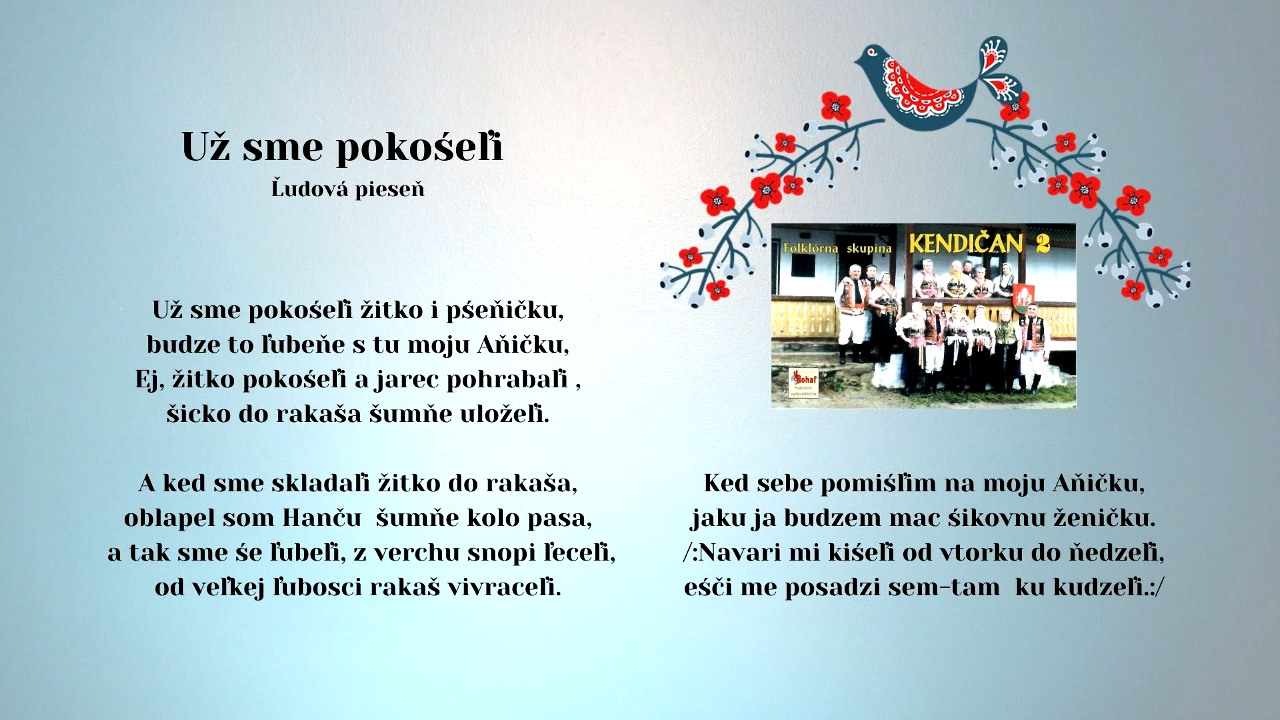 Už sme pokośeľi
Ľudová pieseň
Folklórna skupina KENDIČAN 2
Bohať
Už sme pokośeľi žitko i pśeňičku,
budze to ľubeňe s tu moju Aňičku,
Ej, žitko pokośeľi a jarec pohrabaľi ,
šicko do rakaša šumňe uložeľi.
A ked sme skladaľi žitko do rakaša,
oblapel som Hanču šumňe kolo pasa,
a tak sme śe ľubeľi, z verchu snopi ľeceľi,
od veľkej ľubosci rakaš vivraceľi.
Ked sebe pomiśľim na moju Aňičku,
jaku ja budzem mac śikovnu ženičku.
/:Navari mi kiśeľi od vtorku do ňedzeľi,
eśči me posadzi sem-tam ku kudzeľi.:/